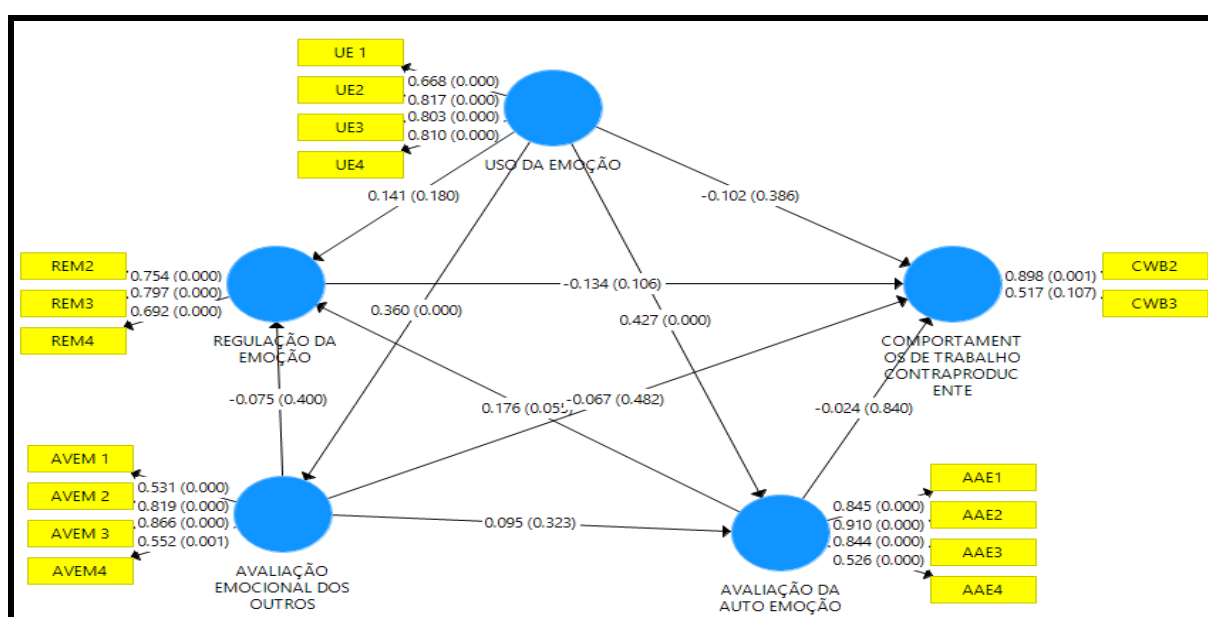 UE 1
0.668 (0.000)
UE2
0.817 (0.000)
0.803 (0.000)
UE3
0.810 (0.000)
UE4
USO DA EMOÇÃO
0.141 (0.180)
-0.102 (0.386)
REM2
0.754 (0.000)
REM3
0.797 (0.000)
0.692 (0.000)
REM4
REGULAÇÃO DA
EMOÇÃO
-0.134 (0.106)
0.898 (0.001)
CWB2
0.517 (0.107)
CWB3
COMPORTAMENT
OS DE TRABALHO
CONTRAPRODUC
ENTE
0.360 (0.000)
0.427 (0.000)
-0.075 (0.400)
0.176
-0.067 (0.482)
-0.024 (0.840)
AVEM 1
0.531 (0.000)
AVEM 2
0.819 (0.000)
AVEM 3
0.866 (0.000)
0.552 (0.001)
AVEM4
AVALIAÇÃO
EMOCIONAL DOS
OUTROS
0.095 (0.323)
AVALIAÇÃO DA
AUTO EMOÇÃO
AAE1
0.845 (0.000)
AAE2
0.910 (0.000)
0.844 (0.000)
AAE3
0.526 (0.000)
AAE4